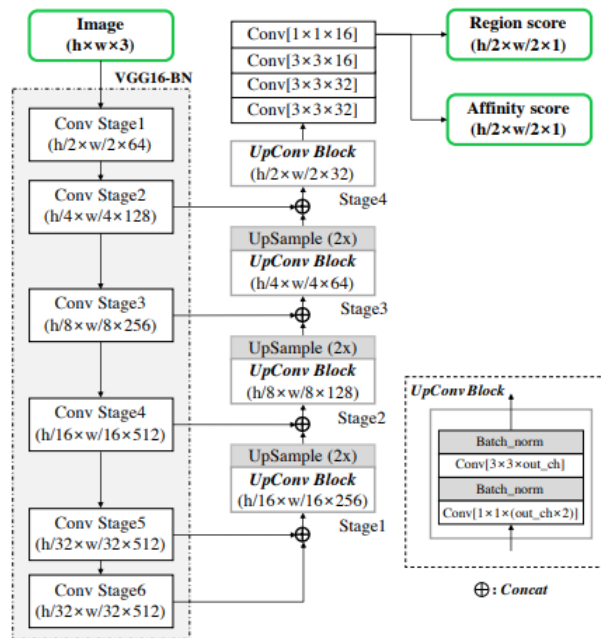 Image
(h×w×3)
VGG16-BN
Conv Stage1
(h/2×w/2×64)
Conv Stage2
(h/4×w/4×128)
Conv Stage3
(h/8×w/8×256)
Conv Stage4
(h/16×w/16×512)
Conv Stage5
(h/32×w/32×512)
Conv Stage6
(h/32×w/32×512)
Conv[1×1×16]
Conv[3×3×16]
Conv[3×3×32]
Conv[3×3×32]
UpConv Block
(h/2×w/2×32)
Stage4
UpSample (2x)
UpConv Block
(h/4×w/4×64)
Stage3
UpSample (2x)
UpConv Block
(h/8×w/8×128)
Stage2
UpSample (2x)
UpConv Block
(h/16×w/16×256)
Stage1
Region score
(h/2×w/2×1)
Affinity score
(h/2×w/2×1)
UpConv Block
Batch_norm
Conv[3×3×out_ch]
Batch_norm
Conv[1×1×(out_ch×2)]
⊕: Concat